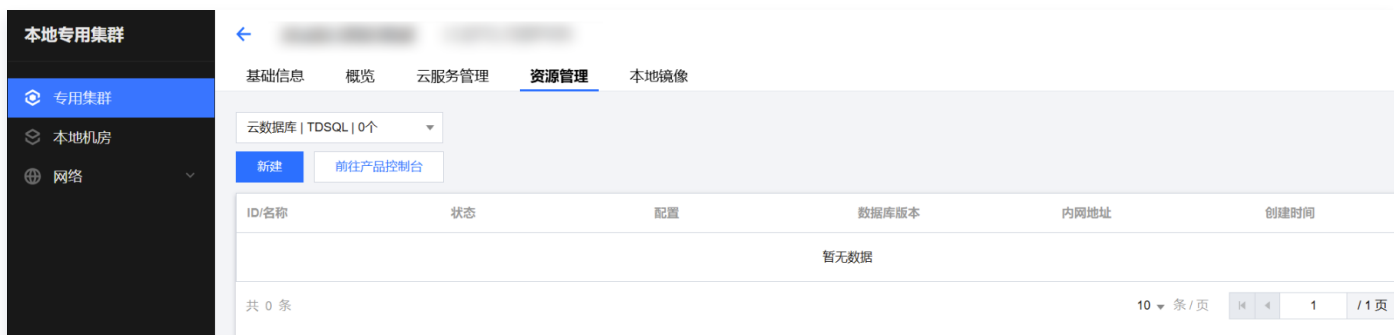 本地专用集群
专用集群
本地机房
网络
基础信息 概览 云服务管理 资源管理 本地镜像
云数据库 | TDSQL | 0个
新建 前往产品控制台
ID/名称 状态 配置 数据库版本 内网地址 创建时间
暂无数据
共 0 条 10 条 / 页 1 / 1 页